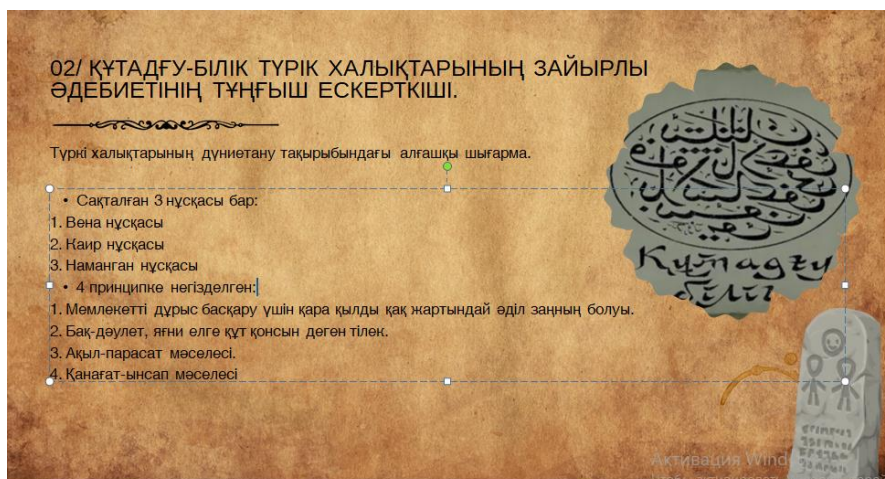 02/ ҚҰТАДҒУ-БІЛІК ТҮРІК ХАЛЫҚТАРЫНЫҢ ЗАЙЫРЛЫ
ӘДЕБИЕТІНІҢ ТҰҢҒЫШ ЕСКЕРТКІШІ.
Түркі халықтарының дүниетану тақырыбындағы алғашқы шығарма.
• Сақталған 3 нұсқасы бар:
1. Вена нұсқасы
2. Каир нұсқасы
3. Наманган нұсқасы
• 4 принципке негізделген:
1. Мемлекетті дұрыс басқару үшін қара қылды қақ жартындай әділ заңның болуы.
2. Бақ-дәулет, яғни елге құт қонсын деген тілек.
3. Ақыл-парасат мәселесі.
4. Қанағат-ынсап мәселесі
Құтадғу
білігі
Активация Wind